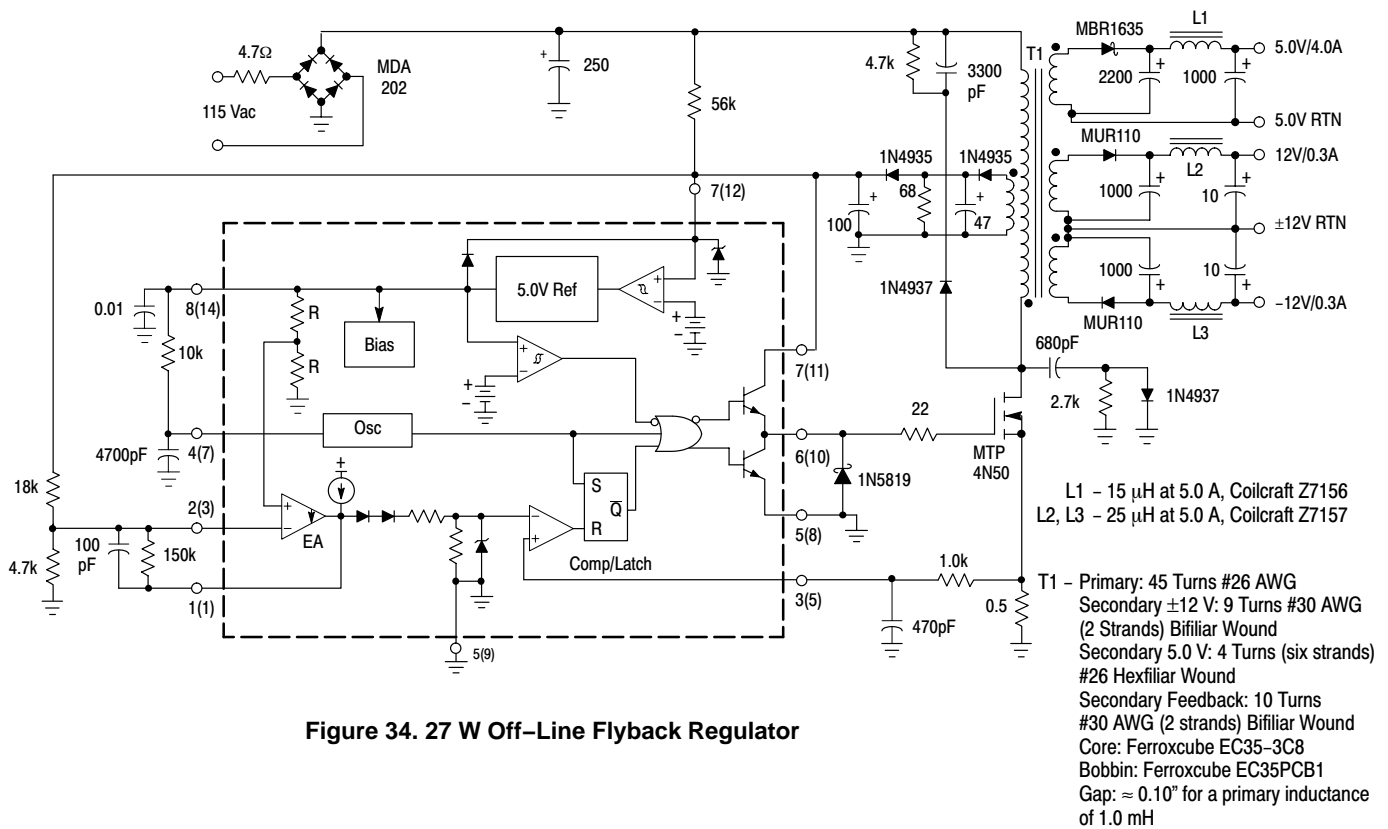 4.7Ω
MDA
202
115 Vac
+
250
56k
4.7k
3300
pF
T1
MBR1635
L1
5.0V/4.0A
+
2200
+
1000
5.0V RTN
MUR110
12V/0.3A
L2
+
1000
+
10
±12V RTN
+
1000
+
10
MUR110
L3
−12V/0.3A
1N4935
1N4935
68
+
100
+
47
7(12)
1N4937
0.01
8(14)
R
R
Bias
5.0V Ref
+
−
+
−
10k
+
−
+
−
7(11)
680pF
2.7k
1N4937
4700pF
4(7)
Osc
22
6(10)
MTP
4N50
1N5819
5(8)
18k
+
2(3)
+
−
EA
S
R
Q
−
+
Comp/Latch
100
pF
150k
4.7k
1(1)
3(5)
1.0k
470pF
0.5
5(9)
L1 − 15 μH at 5.0 A, Coilcraft Z7156
L2, L3 − 25 μH at 5.0 A, Coilcraft Z7157
T1 − Primary: 45 Turns #26 AWG
Secondary ±12 V: 9 Turns #30 AWG
(2 Strands) Bifiliar Wound
Secondary 5.0 V: 4 Turns (six strands)
#26 Hexfiliar Wound
Secondary Feedback: 10 Turns
#30 AWG (2 strands) Bifiliar Wound
Core: Ferroxcube EC35−3C8
Bobbin: Ferroxcube EC35PCB1
Gap: ≈ 0.10" for a primary inductance
of 1.0 mH
Figure 34. 27 W Off−Line Flyback Regulator